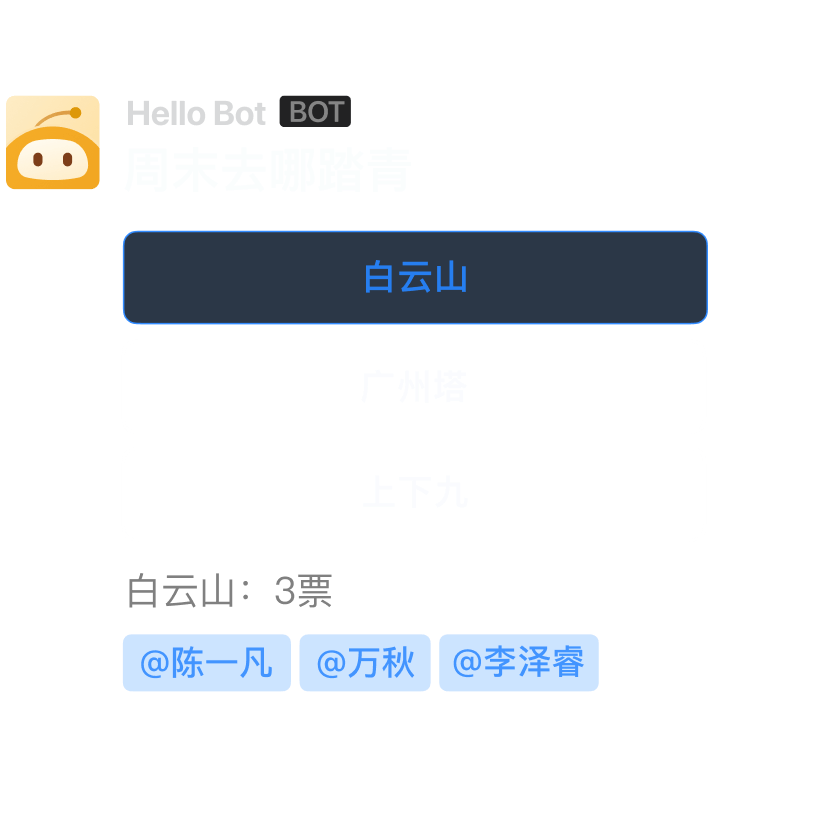 Hello Bot BOT
周末去哪踏青
白云山
广州塔
上下九
白云山：3票
@陈一凡 @万秋 @李泽睿